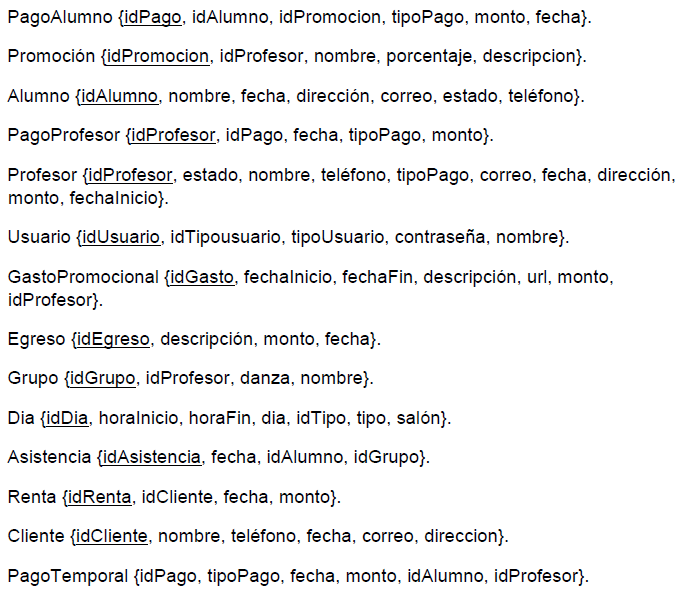 PagoAlumno {idPago, idAlumno, idPromocion, tipoPago, monto, fecha}.
Promoción {idPromocion, idProfesor, nombre, porcentaje, descripcion}.
Alumno {idAlumno, nombre, fecha, dirección, correo, estado, teléfono}.
PagoProfesor {idProfesor, idPago, fecha, tipoPago, monto}.
Profesor {idProfesor, estado, nombre, teléfono, tipoPago, correo, fecha, dirección,
monto, fechaInicio}.
Usuario {idUsuario, idTipousuario, tipoUsuario, contraseña, nombre}.
GastoPromocional {idGasto, fechaInicio, fechaFin, descripción, url, monto,
idProfesor}.
Egreso {idEgreso, descripción, monto, fecha}.
Grupo {idGrupo, idProfesor, danza, nombre}.
Dia {idDia, horaInicio, horaFin, dia, idTipo, tipo, salón}.
Asistencia {idAsistencia, fecha, idAlumno, idGrupo}.
Renta {idRenta, idCliente, fecha, monto}.
Cliente {idCliente, nombre, teléfono, fecha, correo, direccion}.
PagoTemporal {idPago, tipoPago, fecha, monto, idAlumno, idProfesor}.